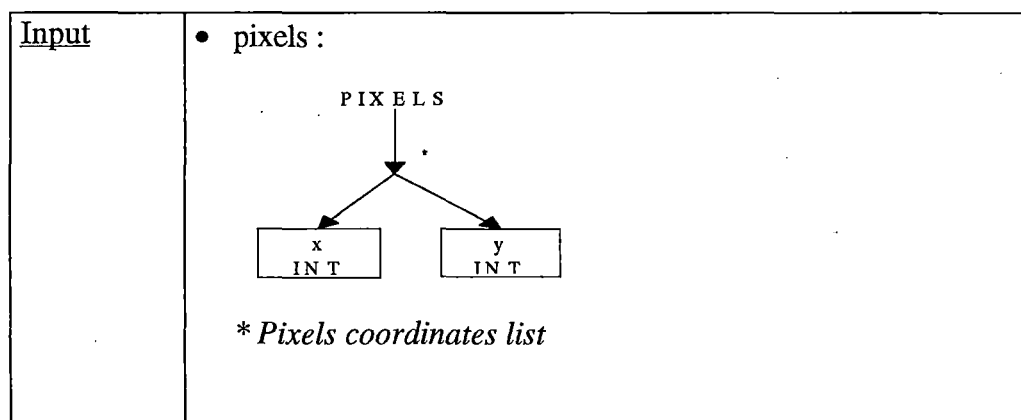 Input
• pixels :
PIXELS
*
x
INT
y
INT
* Pixels coordinates list